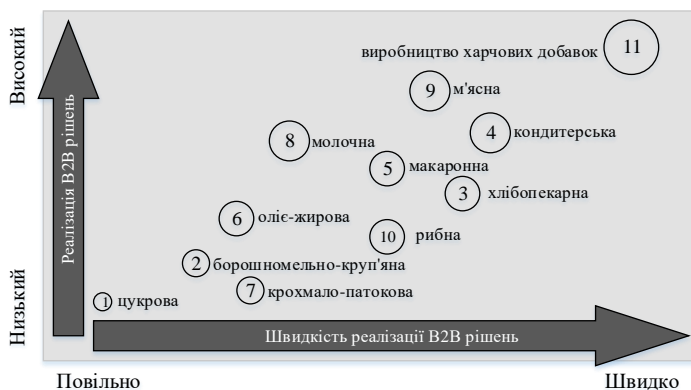 Високий
Низький
Реалізація B2B рішень
виробництво харчових добавок 11
9 м'ясна
4 кондитерська
8 молочна
5 макаронна
3 хлібопекарна
6 оліє-жирова
10 рибна
2 борошномельно-круп'яна
7 крохмало-патокова
1 цукрова
Швидкість реалізації B2B рішень
Повільно
Швидко